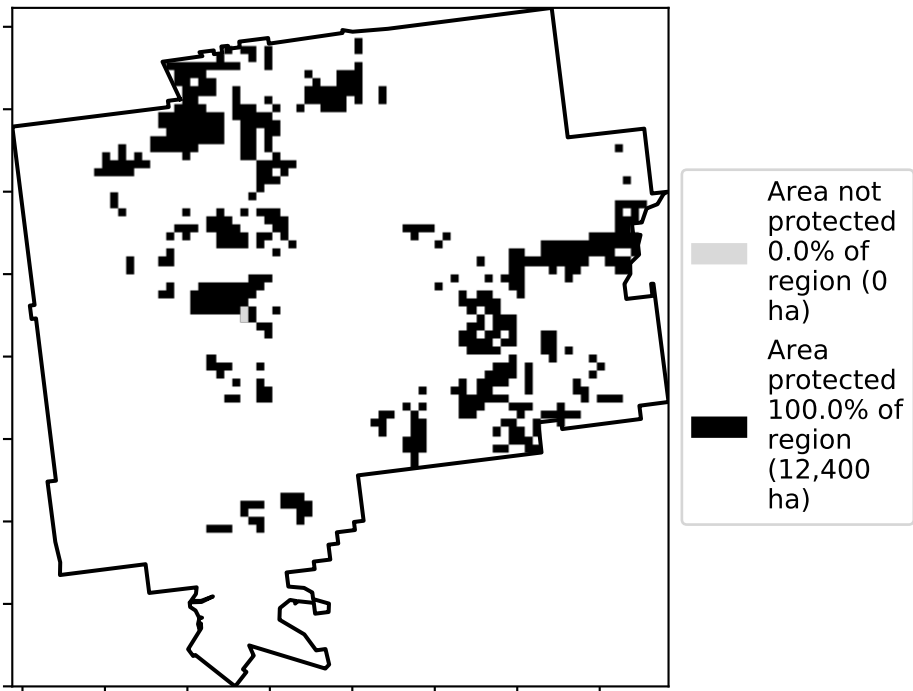 Area not
protected
0.0% of
region (0
ha)
Area
protected
100.0% of
region
(12,400
ha)